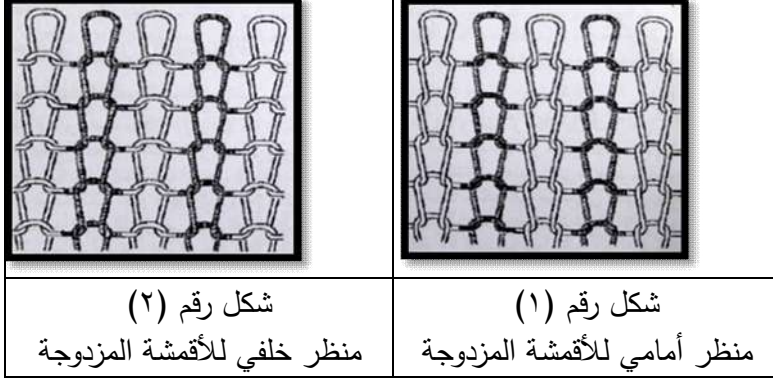 شكل رقم (١)
منظر أمامي للأقمشة المزدوجة
شكل رقم (٢)
منظر خلفي للأقمشة المزدوجة